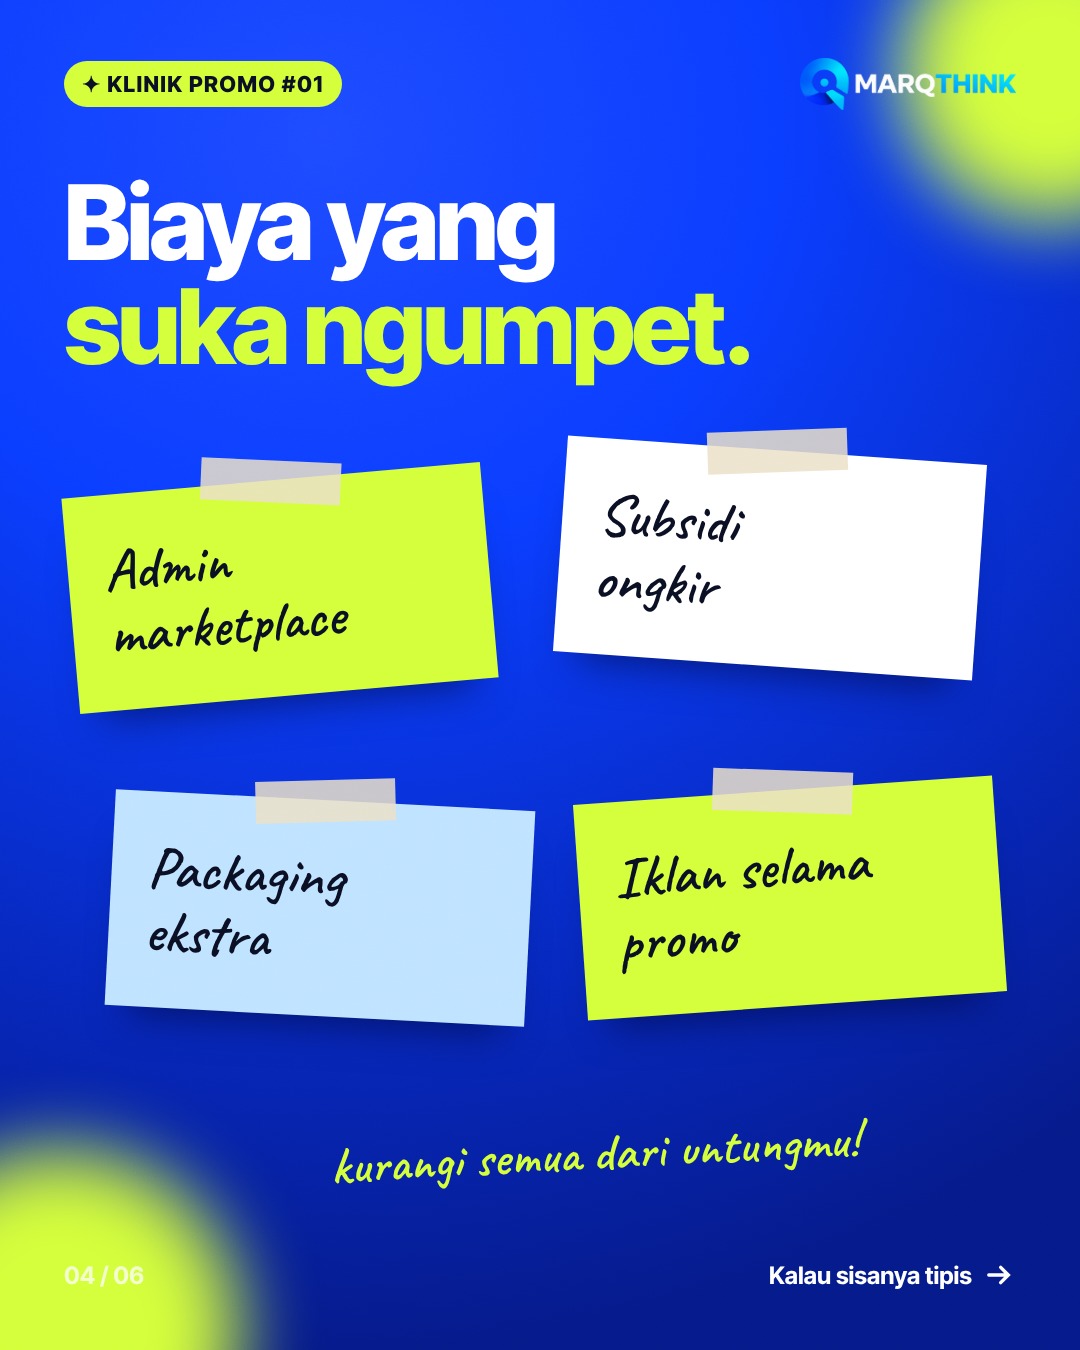 ✦ KLINIK PROMO #01
MARQTHINK
Biaya yang
suka ngumpet.
Admin
marketplace
Subsidi
ongkir
Packaging
ekstra
Iklan selama
promo
kurangi semua dari untungmu!
04 / 06
Kalau sisanya tipis →